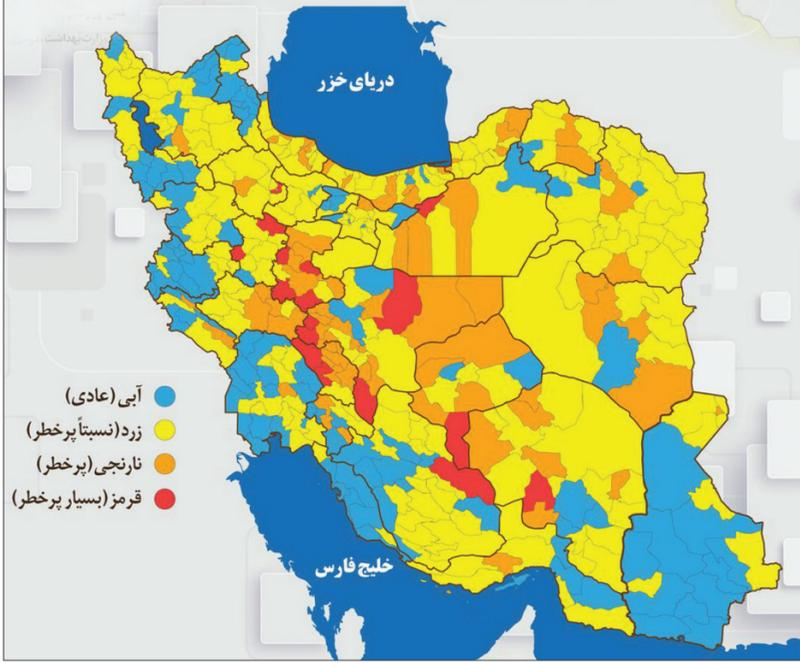 دریای خزر
آبی (عادی)
زرد (نسبتاً پرخطر)
نارنجی (پرخطر)
قرمز (بسیار پرخطر)
خلیج فارس